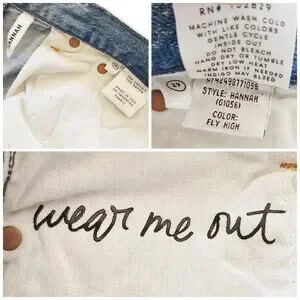 HANNAH
RN# 132829
MACHINE WASH COLD
WITH LIKE COLORS
GENTLE CYCLE
INSIDE OUT
DO NOT BLEACH
HANG DRY OR TUMBLE
DRY LOW HEAT
WARM IRON IF NEEDED
INDIGO MAY BLEED
29
STYLE: HANNAH
(G1056)
COLOR:
FLY HIGH
wear me out